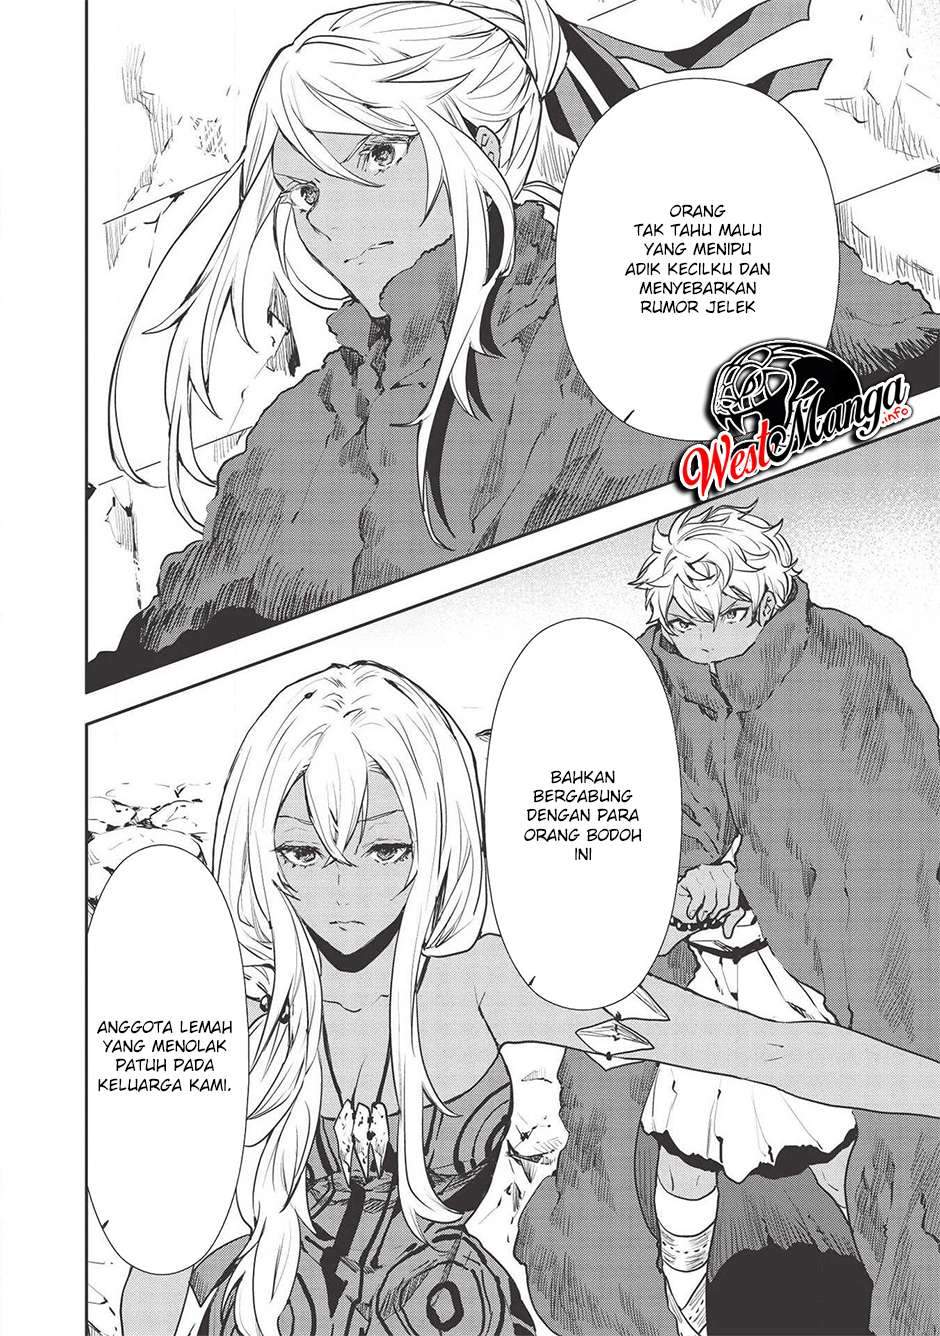 ORANG
TAK TAHU MALU
YANG MENIPU
ADIK KECILKU DAN
MENYEBARKAN
RUMOR JELEK
WestManga
.info
BAHKAN
BERGABUNG
DENGAN PARA
ORANG BODOH
INI
ANGGOTA LEMAH
YANG MENOLAK
PATUH PADA
KELUARGA KAMI.